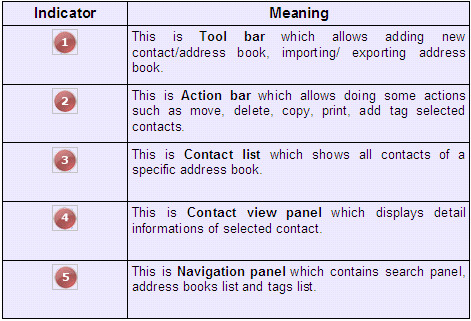 Indicator Meaning
1 This is Tool bar which allows adding new
contact/address book, importing/ exporting address
book.
2 This is Action bar which allows doing some actions
such as move, delete, copy, print, add tag selected
contacts.
3 This is Contact list which shows all contacts of a
specific address book.
4 This is Contact view panel which displays detail
informations of selected contact.
5 This is Navigation panel which contains search panel,
address books list and tags list.